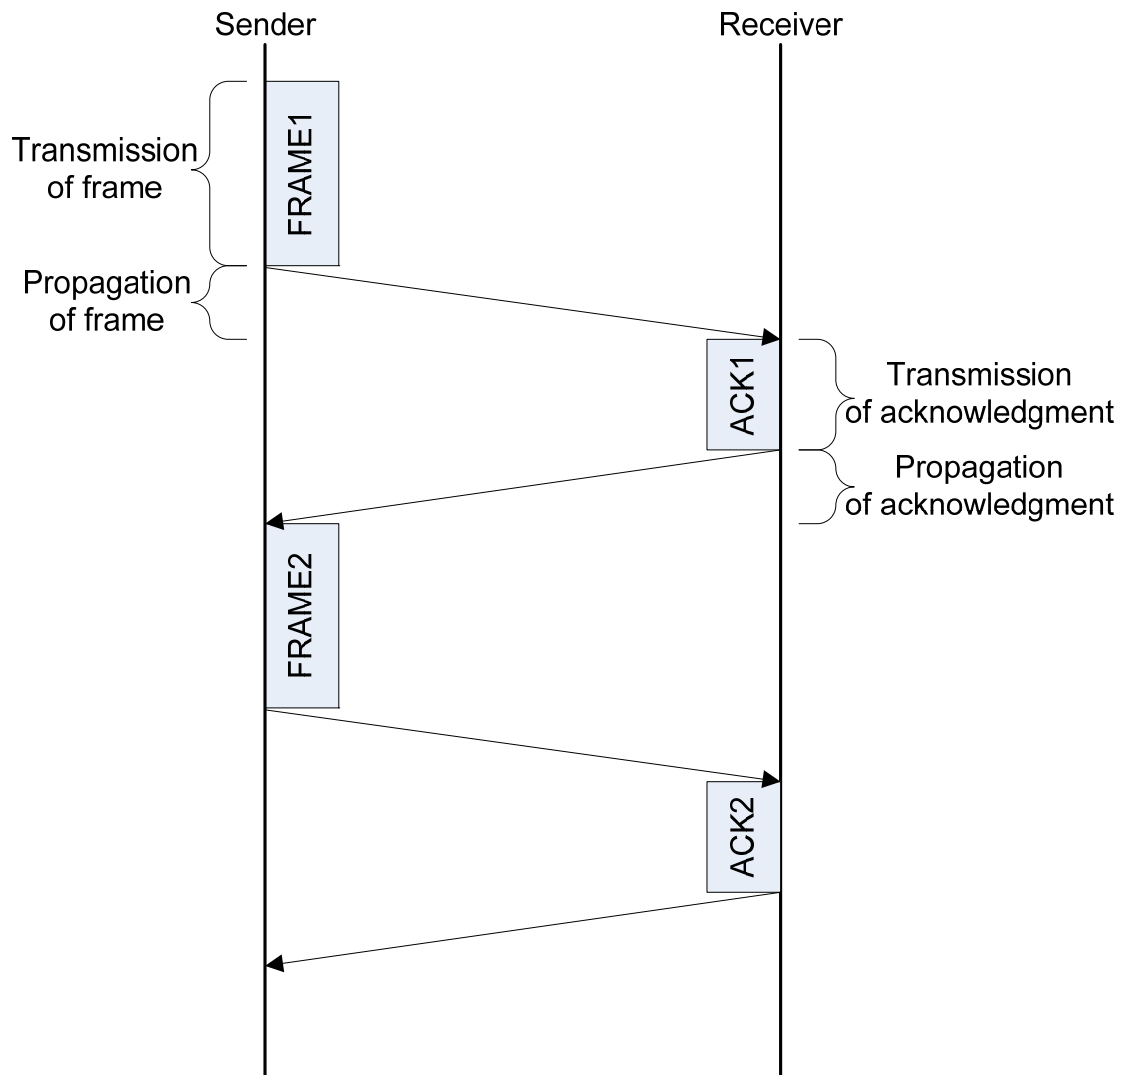 Sender
Receiver
FRAME1
Transmission
of frame
Propagation
of frame
ACK1
Transmission
of acknowledgment
Propagation
of acknowledgment
FRAME2
ACK2